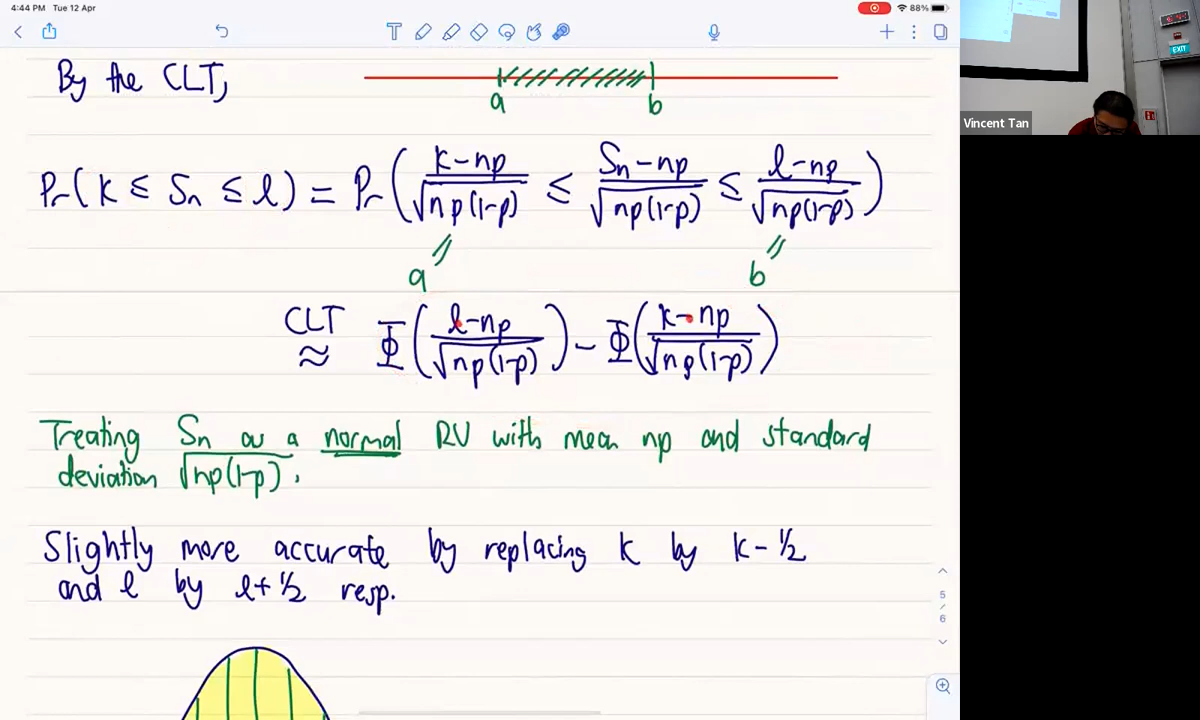 4:44 PM Tue 12 Apr
88%
By the CLT,
a b
Pr( k ≤ Sn ≤ l ) = Pr( (k-np)/√(np(1-p)) ≤ (Sn-np)/√(np(1-p)) ≤ (l-np)/√(np(1-p)) )
a b
CLT ≈ Φ( (l-np)/√(np(1-p)) ) - Φ( (k-np)/√(np(1-p)) )
Treating Sn as a normal RV with mean np and standard
deviation √(np(1-p)).
Slightly more accurate by replacing k by k-1/2
and l by l+1/2 resp.
5
/
6
EXIT
Vincent Tan